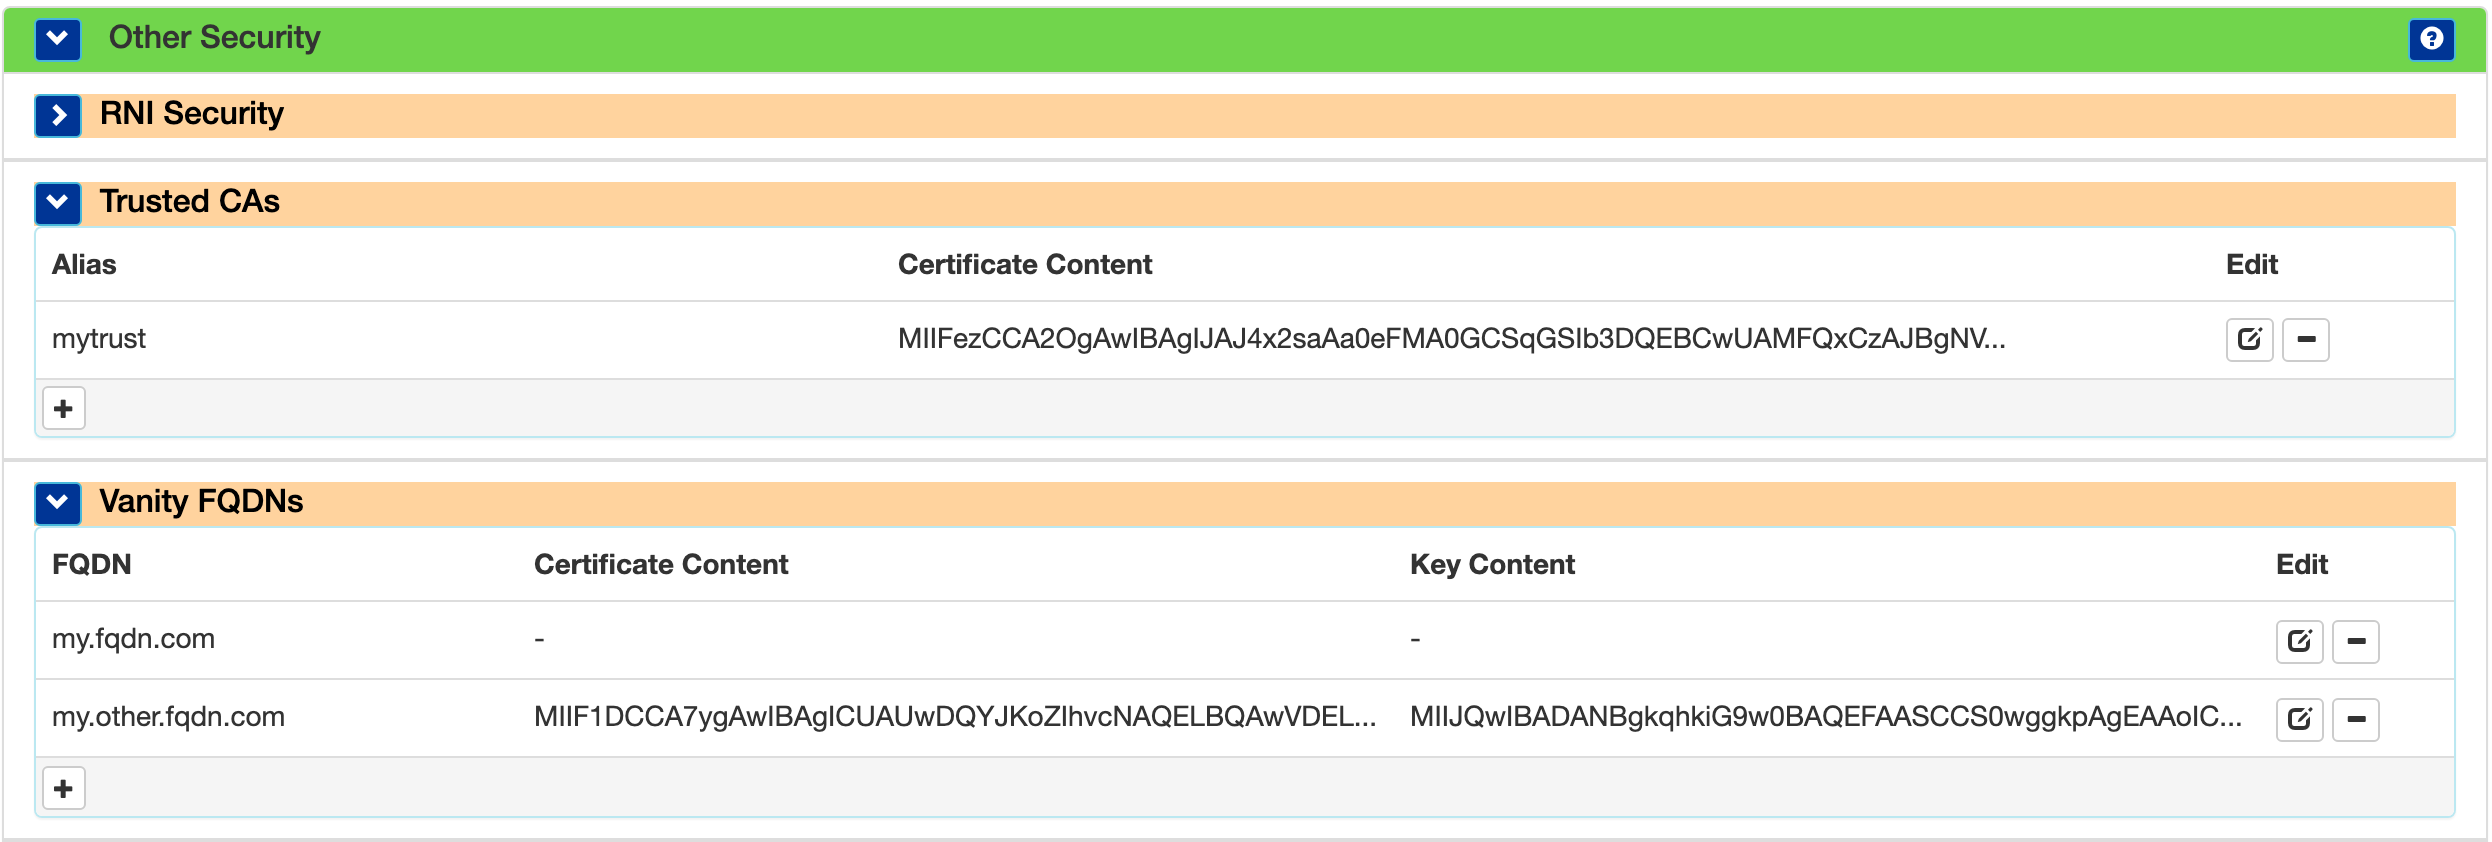 Other Security
RNI Security
Trusted CAs
Alias Certificate Content Edit
mytrust MIIFezCCA2OgAwIBAgIJAJ4x2saAa0eFMA0GCSqGSIb3DQEBCwUAMFQxCzAJBgNV...
Vanity FQDNs
FQDN Certificate Content Key Content Edit
my.fqdn.com - -
my.other.fqdn.com MIIF1DCCA7ygAwIBAgICUAUwDQYJKoZIhvcNAQELBQAwVDEL... MIIJQwIBADANBgkqhkiG9w0BAQEFAASCCS0wggkpAgEAAoIC...